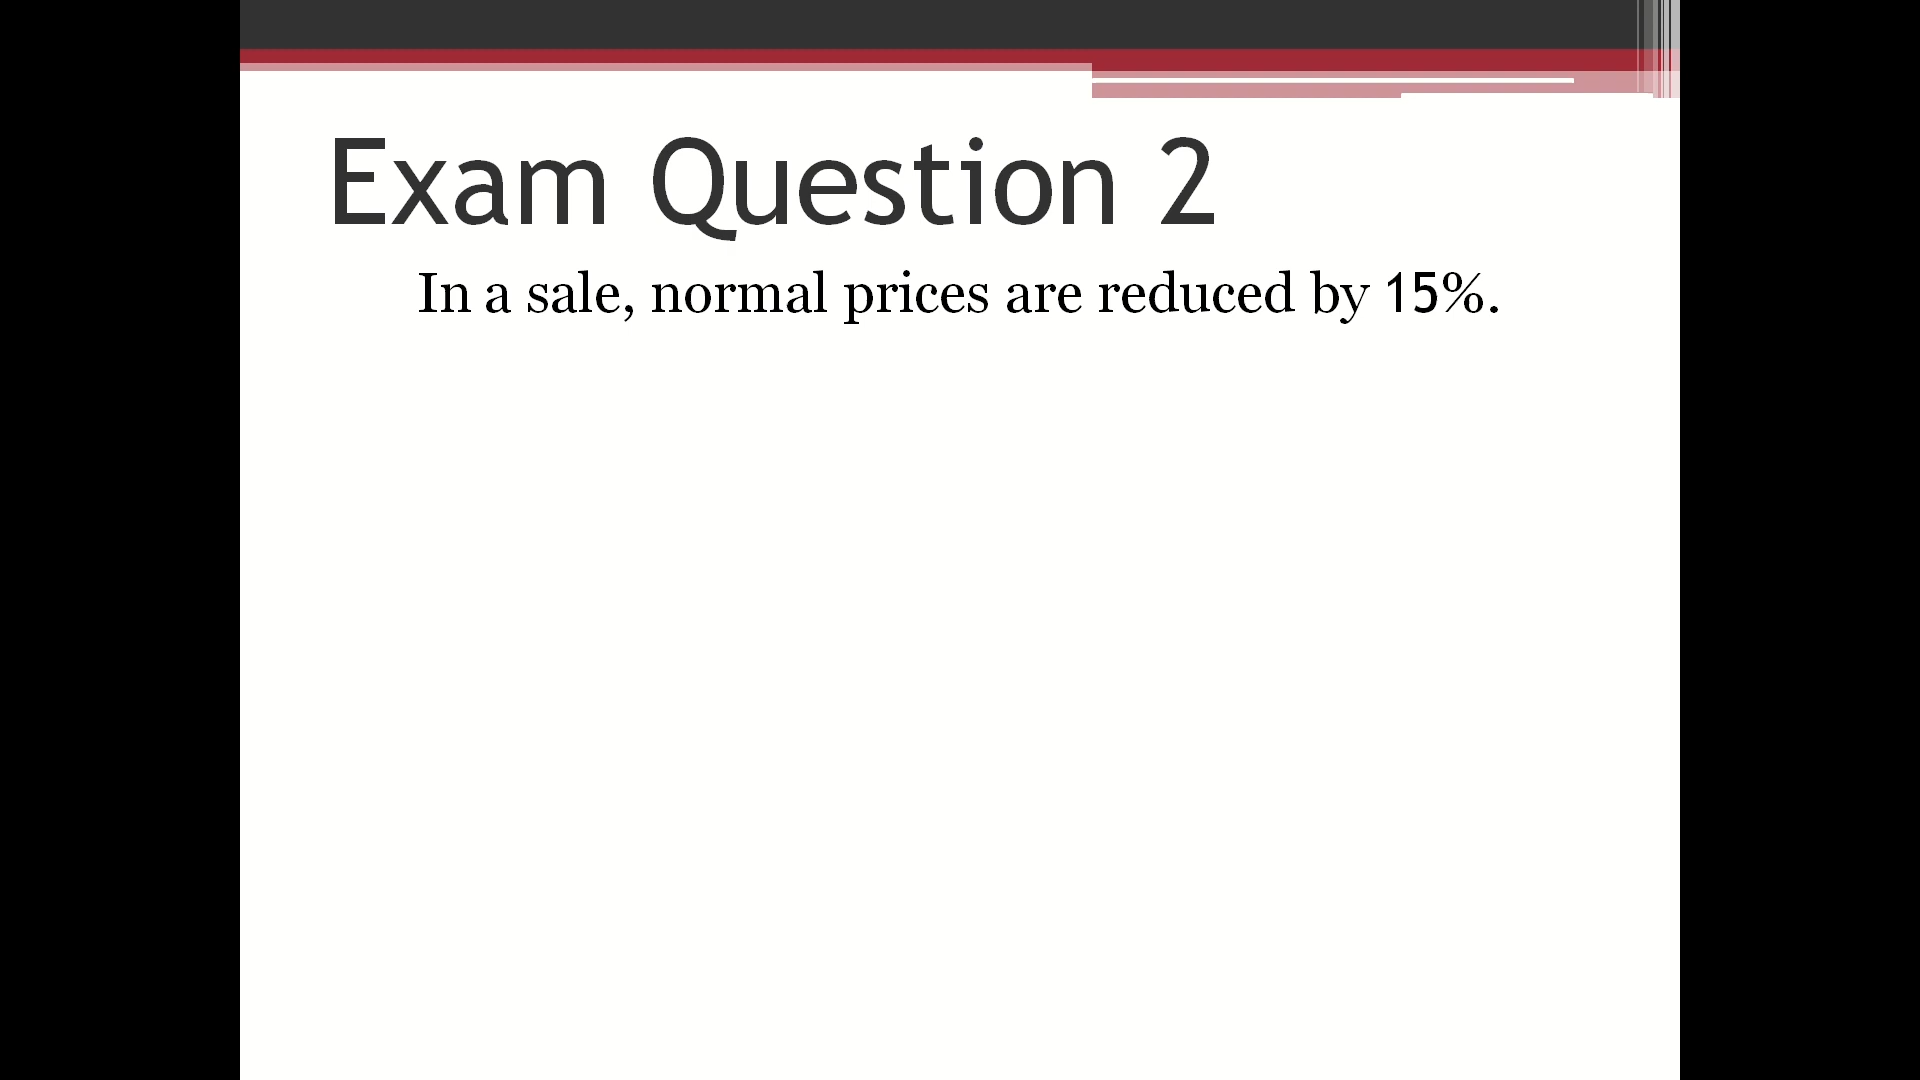 Exam Question 2
In a sale, normal prices are reduced by 15%.